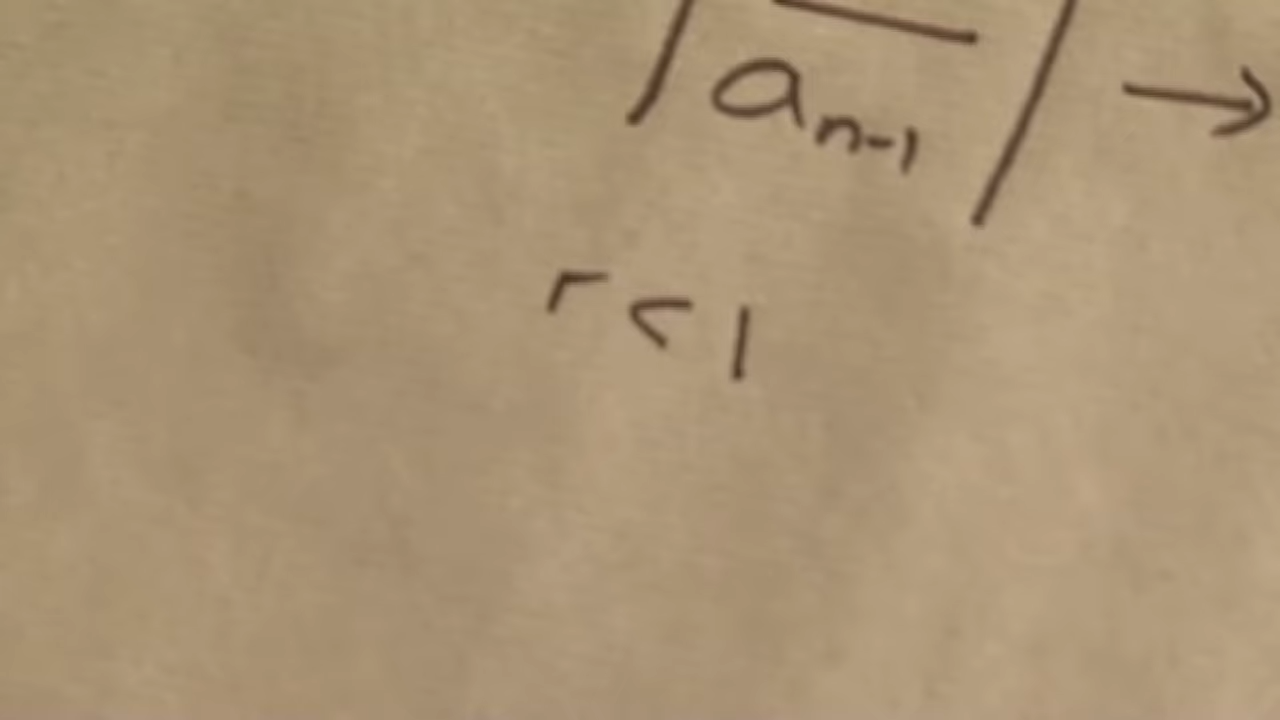 | a_{n-1} | →
r < 1